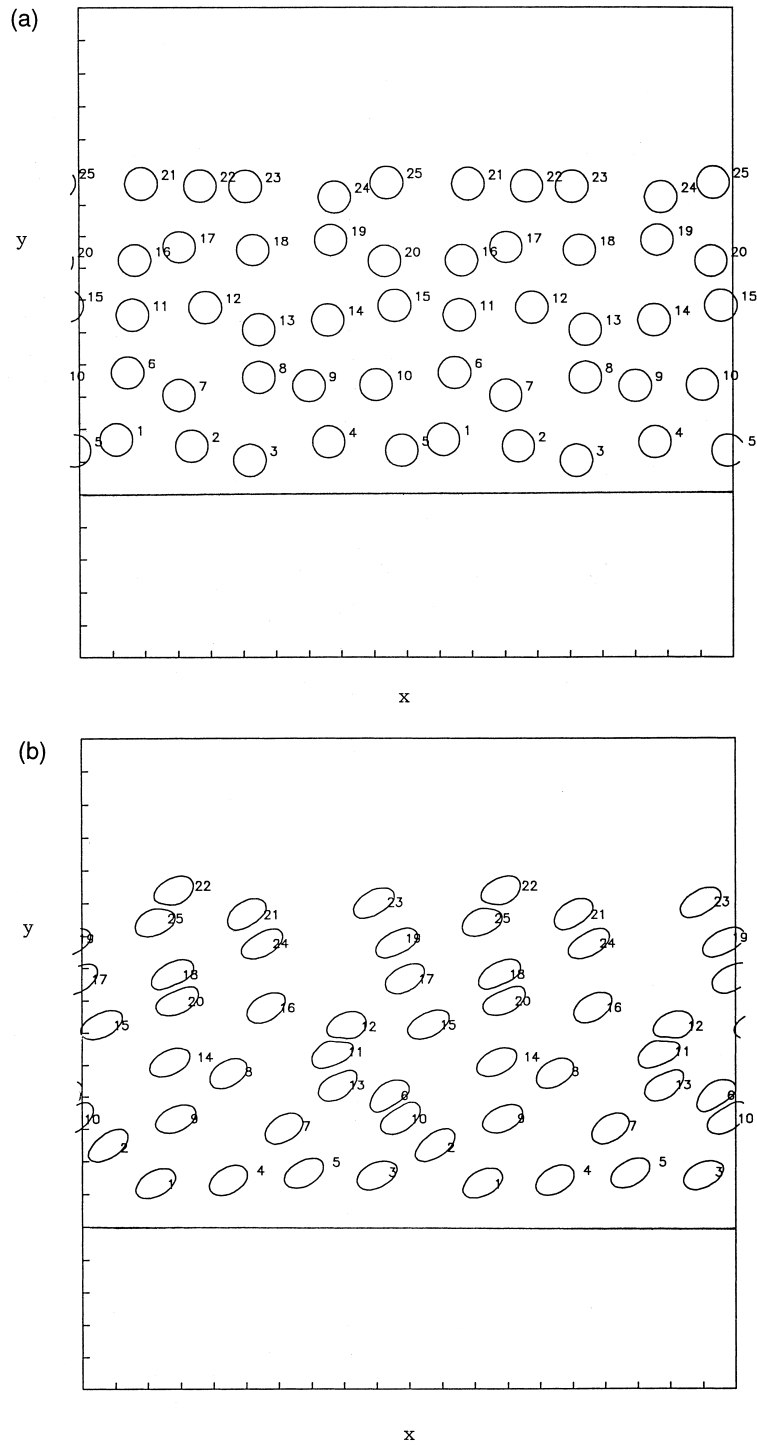 (a)
25 21 22 23 25 21 22 23 25
24 24
19 19
y 17 18 17 18
20 16 20 16 20
15 12 15 12 15
11 14 11 14
13 13
6 6
10 8 9 10 8 9 10
7 7
1 4 1 4
5 2 5 2 5
3 3
x
(b)
22 22
25 21 23 25 21 23
y 19 24 19 24 19
17 18 17 18
20 16 20 16
15 12 15 12
14 11 14 11
8 13 8 13
6 6
10 9 10 9 10
7 7
2 2
4 5 3 4 5 3
1 1
x